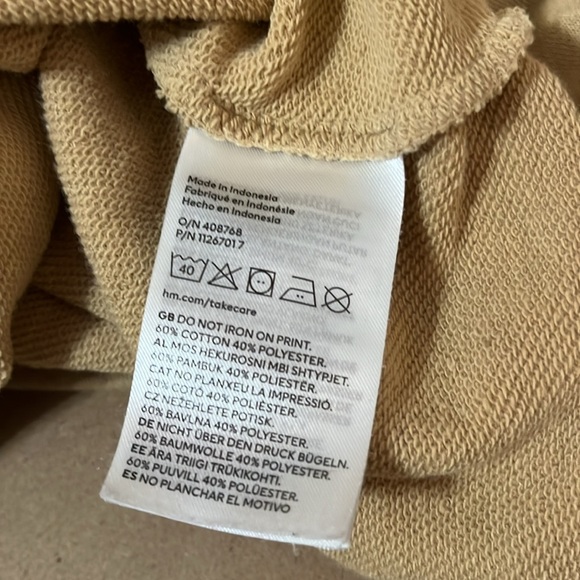 Made in Indonesia
Fabriqué en Indonésie
Hecho en Indonesia
O/N 408768
P/N 11267017
40
hm.com/takecare
GB DO NOT IRON ON PRINT.
60% COTTON 40% POLYESTER.
AL MOS HEKUROSNI MBI SHTYPJET.
60% PAMBUK 40% POLIESTËR.
CAT NO PLANXEU LA IMPRESSIÓ.
60% COTÓ 40% POLIÈSTER.
CZ NEŽEHLETE POTISK.
60% BAVLNA 40% POLYESTER.
DE NICHT ÜBER DEN DRUCK BÜGELN.
60% BAUMWOLLE 40% POLYESTER.
EE ÄRA TRIIGI TRÜKIKOHTI.
60% PUUVILL 40% POLÜESTER.
ES NO PLANCHAR EL MOTIVO